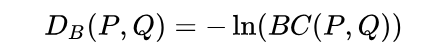 D_B(P, Q) = − ln(BC(P, Q))